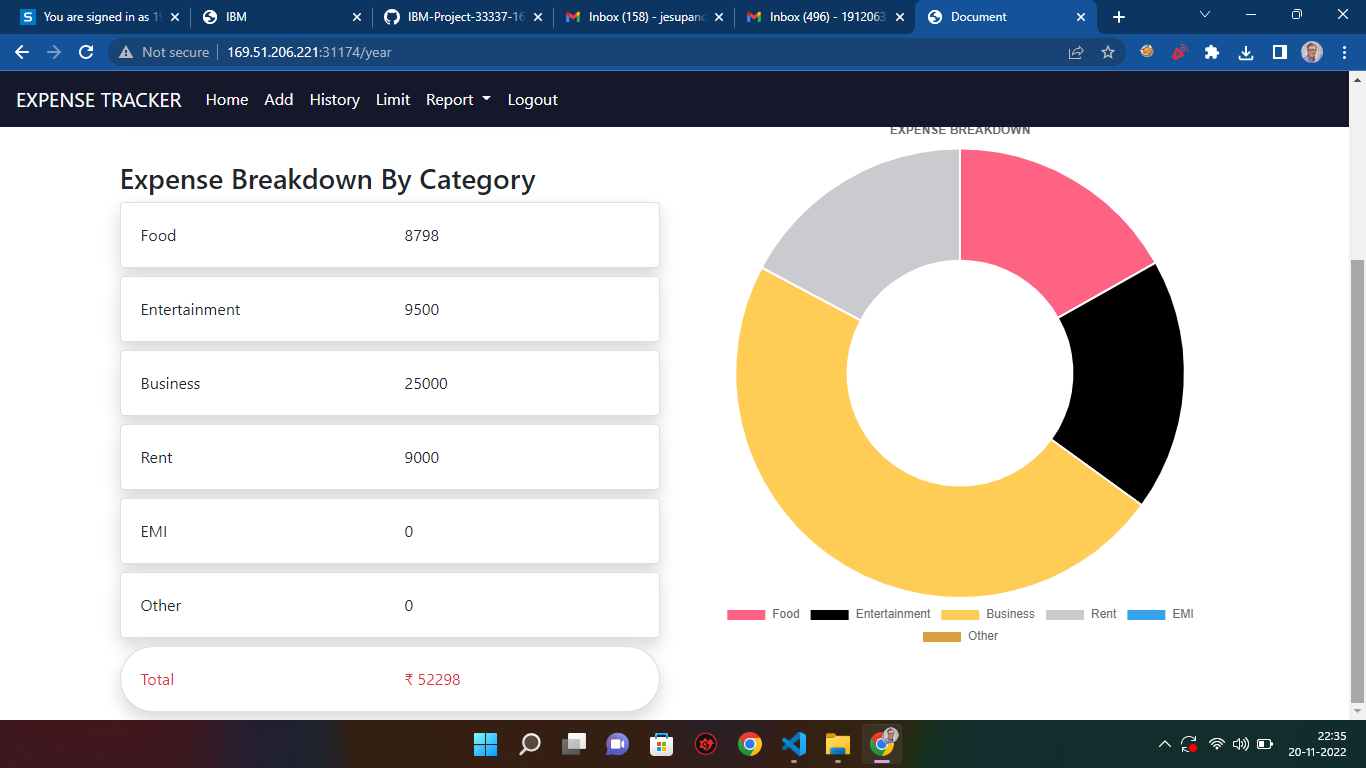 You are signed in as 19
IBM
IBM-Project-33337-16
Inbox (158) - jesupand
Inbox (496) - 1912063
Document
Not secure
169.51.206.221:31174/year
EXPENSE TRACKER
Home
Add
History
Limit
Report
Logout
EXPENSE BREAKDOWN
Expense Breakdown By Category
Food 8798
Entertainment 9500
Business 25000
Rent 9000
EMI 0
Other 0
Total ₹ 52298
Food Entertainment Business Rent EMI
Other
22:35
20-11-2022